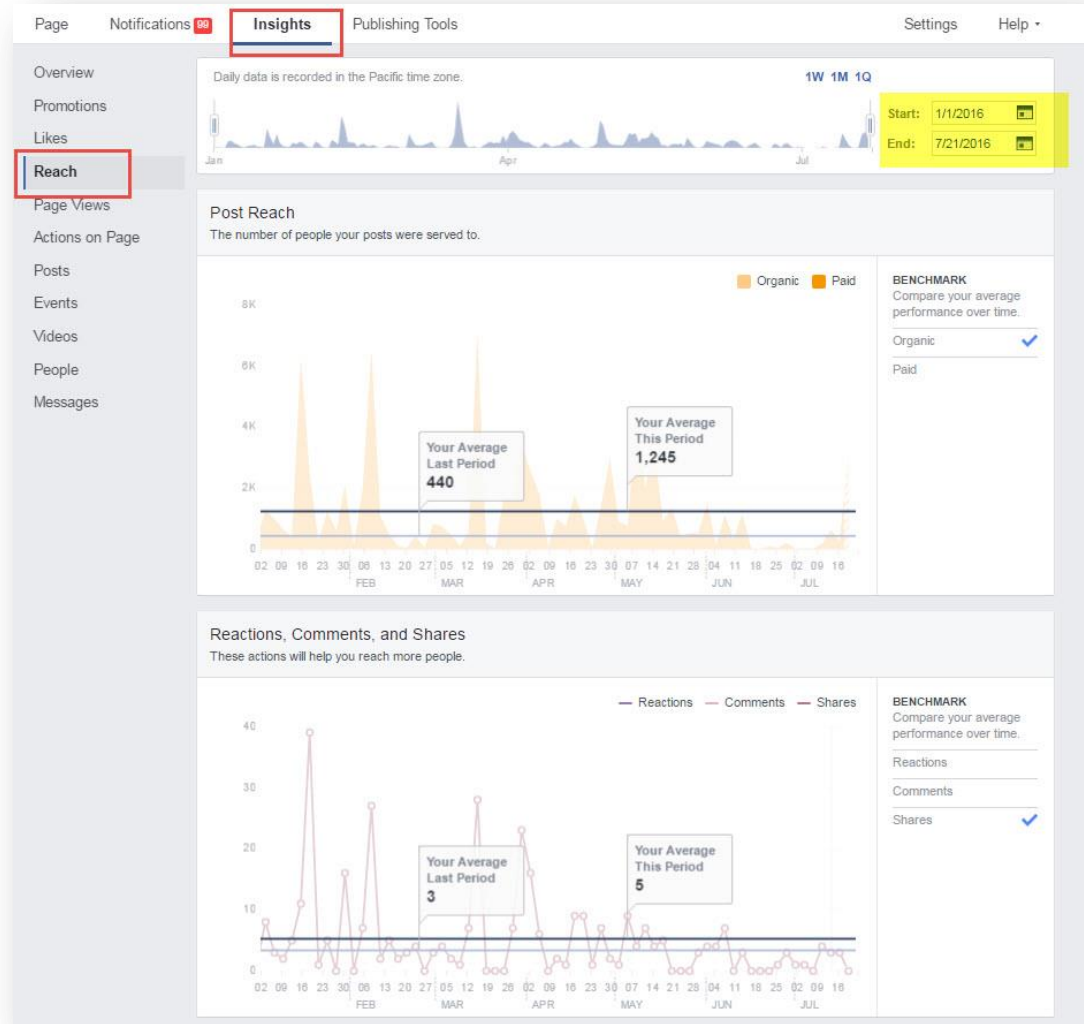 Page Notifications 99 Insights Publishing Tools Settings Help
Overview
Promotions
Likes
Reach
Page Views
Actions on Page
Posts
Events
Videos
People
Messages
Daily data is recorded in the Pacific time zone.
1W 1M 1Q
Start: 1/1/2016
End: 7/21/2016
Jan Apr Jul
Post Reach
The number of people your posts were served to.
Organic Paid
8K
6K
4K
2K
0
Your Average
Last Period
440
Your Average
This Period
1,245
02 09 16 23 30 06 13 20 27 05 12 19 26 02 09 16 23 30 07 14 21 28 04 11 18 25 02 09 16
FEB MAR APR MAY JUN JUL
BENCHMARK
Compare your average
performance over time.
Organic
Paid
Reactions, Comments, and Shares
These actions will help you reach more people.
Reactions Comments Shares
40
30
20
10
0
Your Average
Last Period
3
Your Average
This Period
5
02 09 16 23 30 06 13 20 27 05 12 19 26 02 09 16 23 30 07 14 21 28 04 11 18 25 02 09 16
FEB MAR APR MAY JUN JUL
BENCHMARK
Compare your average
performance over time.
Reactions
Comments
Shares